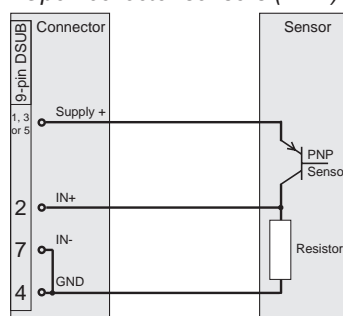 9-pin DSUB
Connector
Sensor
1, 3
or 5
Supply +
PNP
Senso
2
IN+
7
IN-
Resistor
4
GND